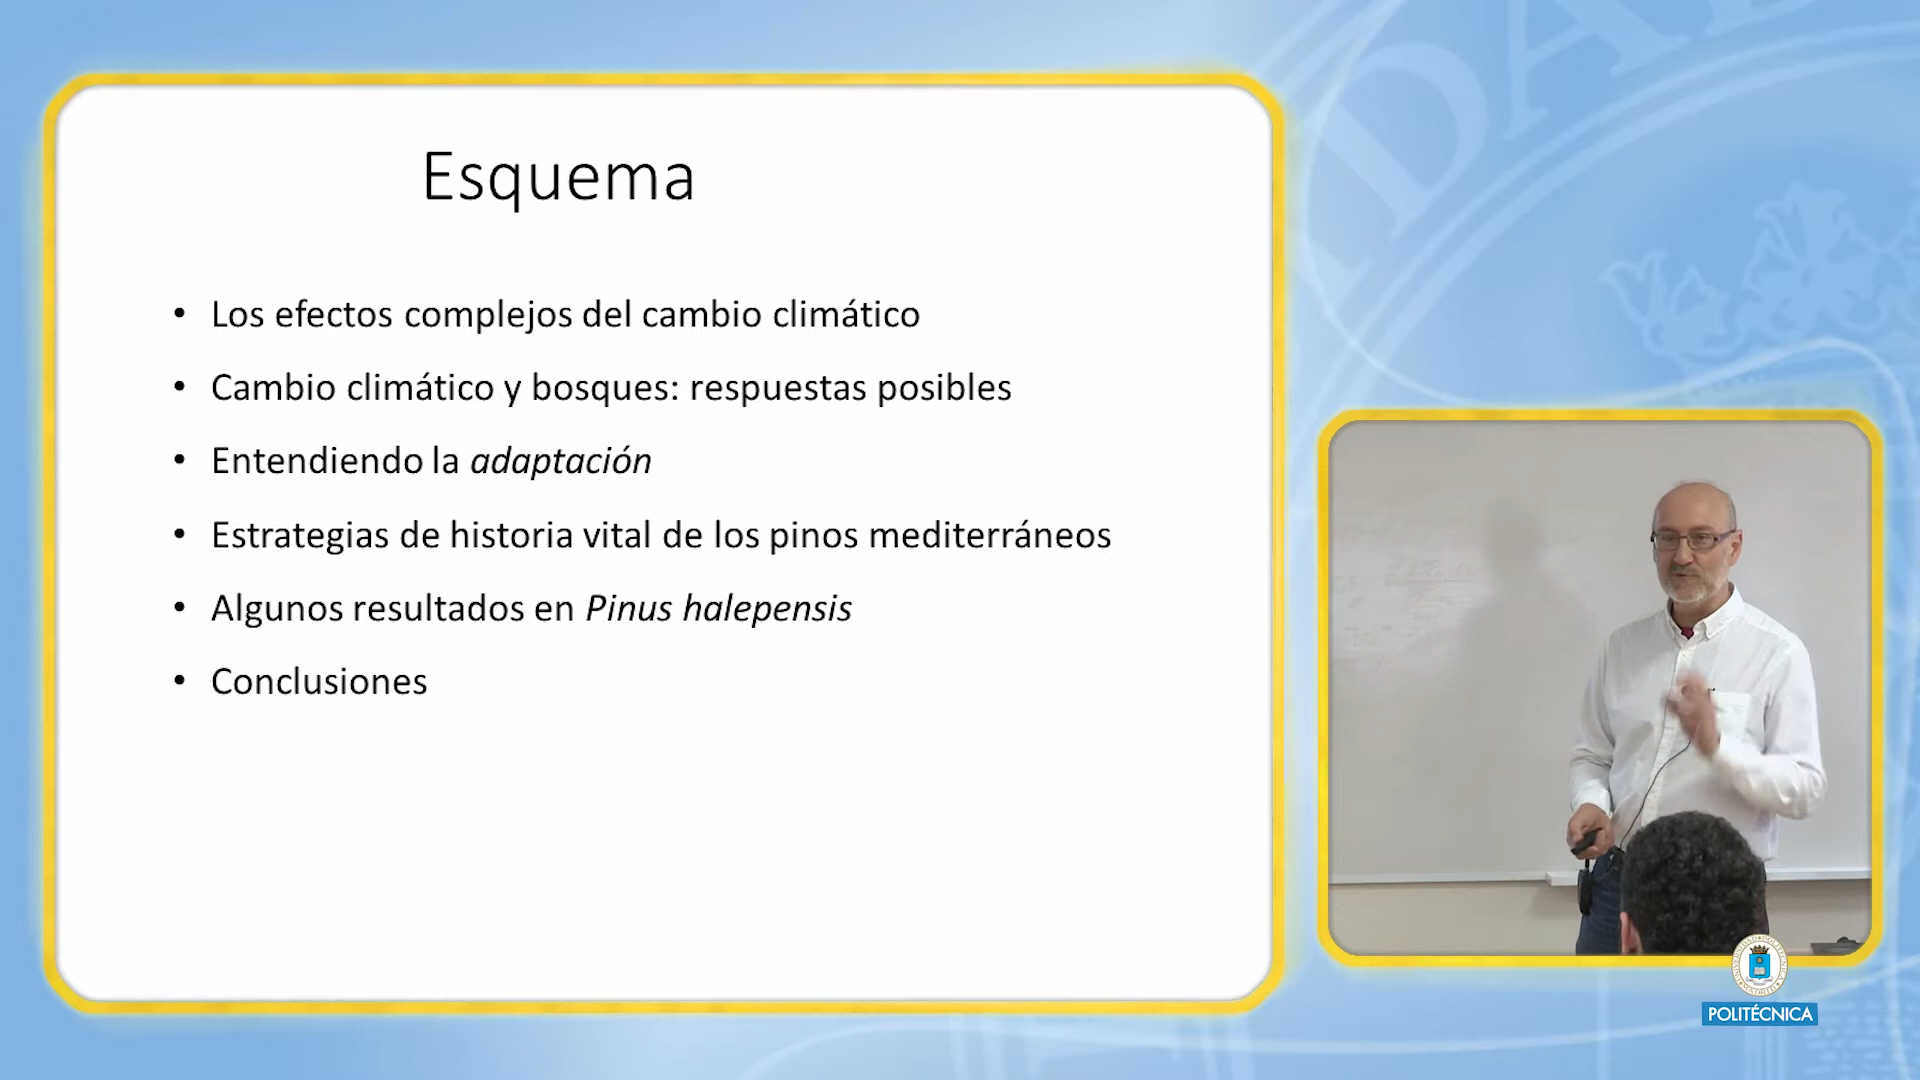 Esquema
• Los efectos complejos del cambio climático
• Cambio climático y bosques: respuestas posibles
• Entendiendo la adaptación
• Estrategias de historia vital de los pinos mediterráneos
• Algunos resultados en Pinus halepensis
• Conclusiones
POLITÉCNICA